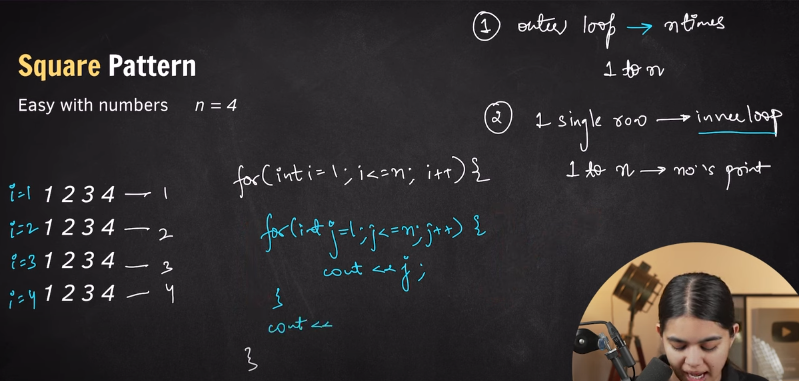 Square Pattern
Easy with numbers n = 4
i=1 1 2 3 4 — 1
i=2 1 2 3 4 — 2
i=3 1 2 3 4 — 3
i=4 1 2 3 4 — 4
for(int i=1; i<=n; i++) {
for(int j=1; j<=n; j++) {
cout << j ;
}
cout <<
}
① outer loop → n times
1 to n
② 1 single row → inner loop
1 to n → no's print